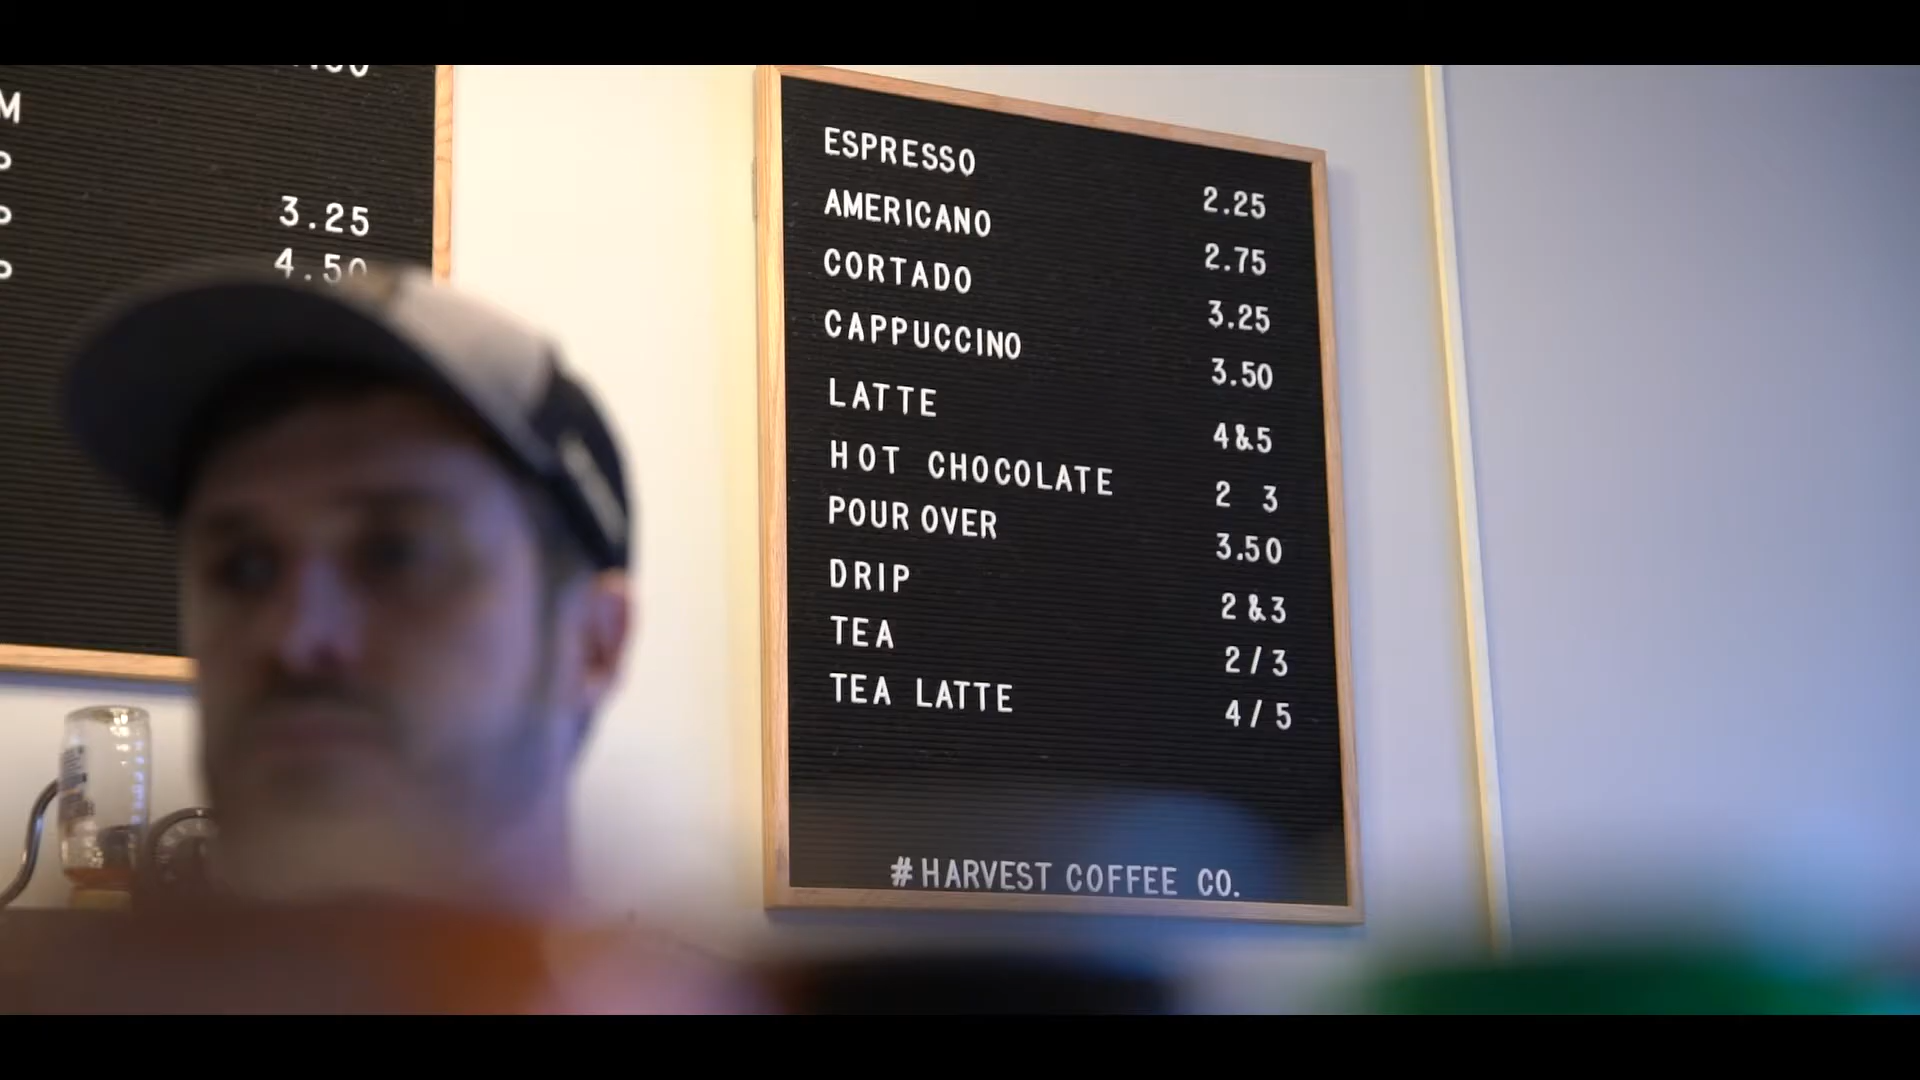 M
P
P 3.25
P 4.50
ESPRESSO 2.25
AMERICANO 2.75
CORTADO 3.25
CAPPUCCINO 3.50
LATTE 4&5
HOT CHOCOLATE 2 3
POUR OVER 3.50
DRIP 2 & 3
TEA 2 / 3
TEA LATTE 4 / 5
# HARVEST COFFEE CO.